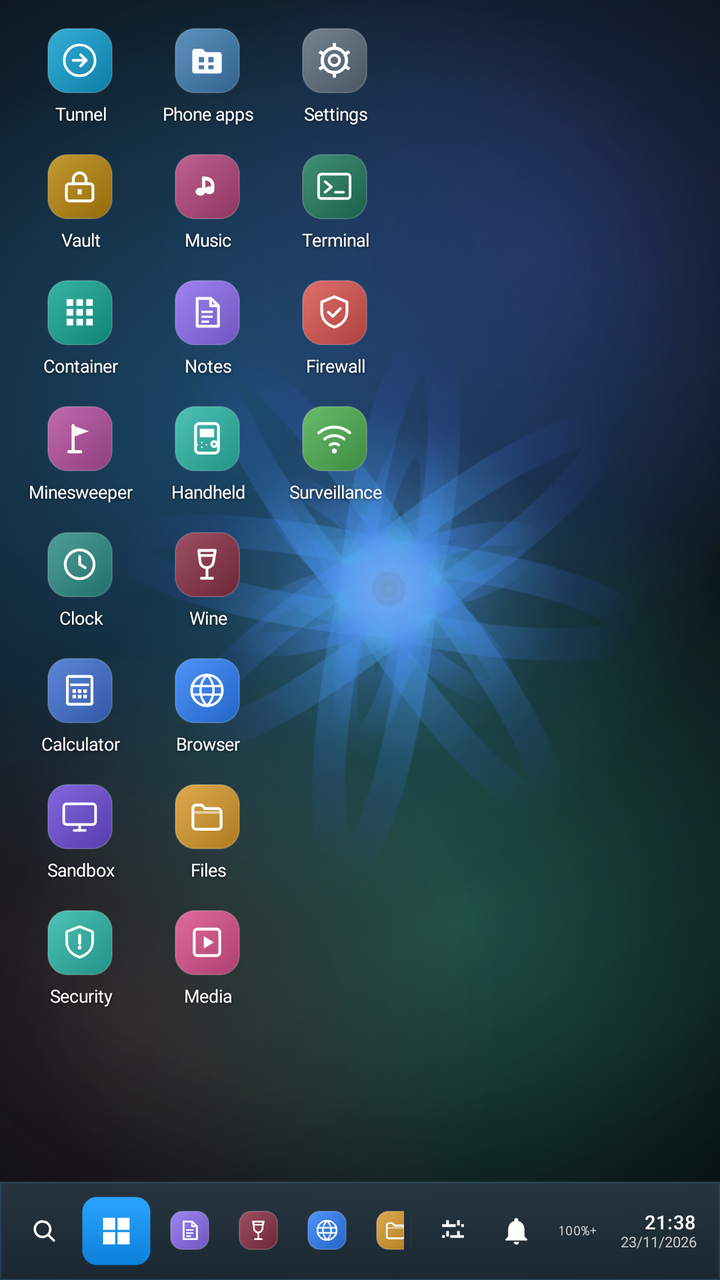 Tunnel Phone apps Settings
Vault Music Terminal
Container Notes Firewall
Minesweeper Handheld Surveillance
Clock Wine
Calculator Browser
Sandbox Files
Security Media
100%+ 21:38
23/11/2026